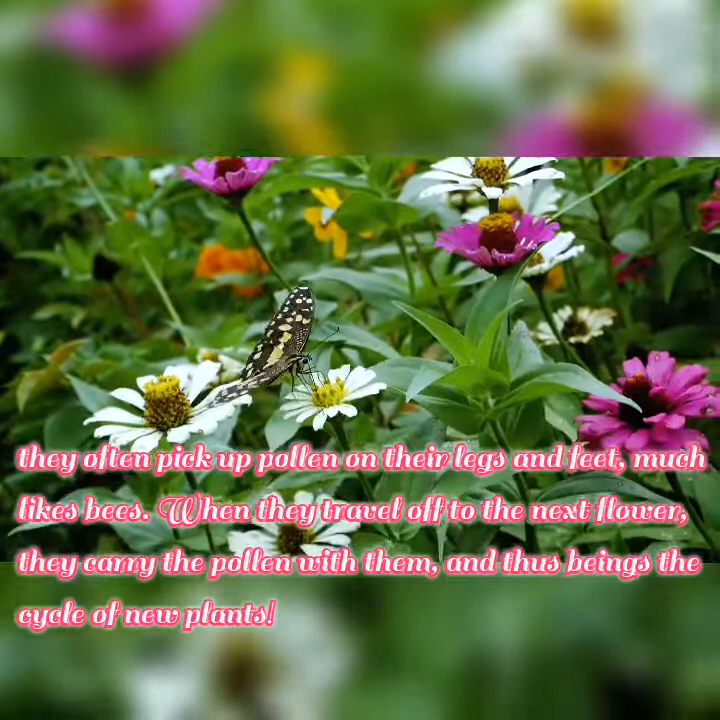 they often pick up pollen on their legs and feet, much
likes bees. When they travel off to the next flower,
they carry the pollen with them, and thus beings the
cycle of new plants!